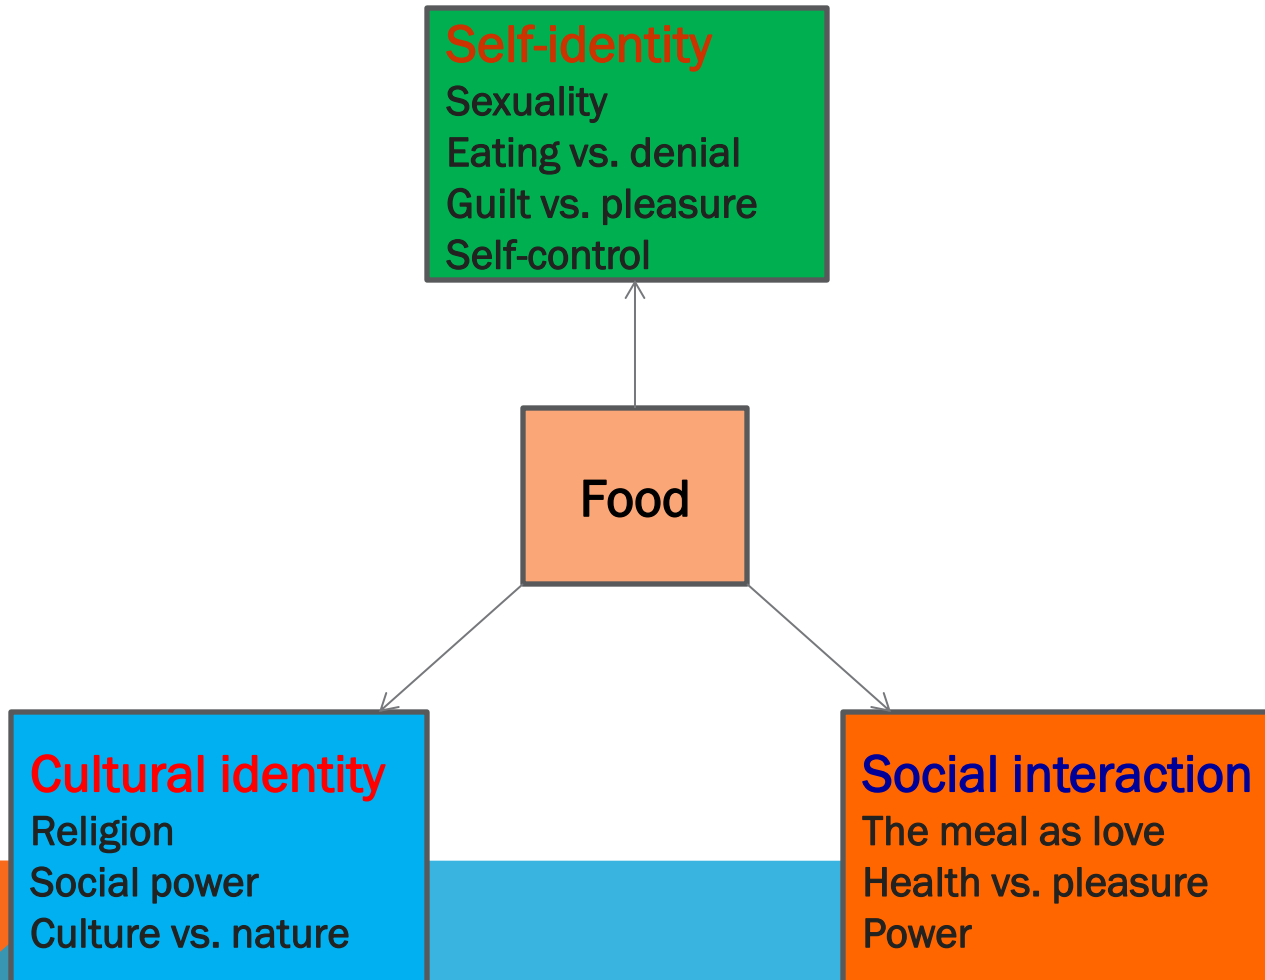 Self-identity
Sexuality
Eating vs. denial
Guilt vs. pleasure
Self-control
Food
Cultural identity
Religion
Social power
Culture vs. nature
Social interaction
The meal as love
Health vs. pleasure
Power